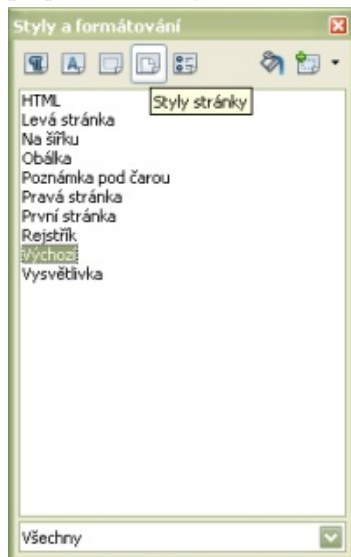 Styly a formátování
Styly stránky
HTML
Levá stránka
Na šířku
Obálka
Poznámka pod čarou
Pravá stránka
První stránka
Rejstřík
Výchozí
Vysvětlivka
Všechny